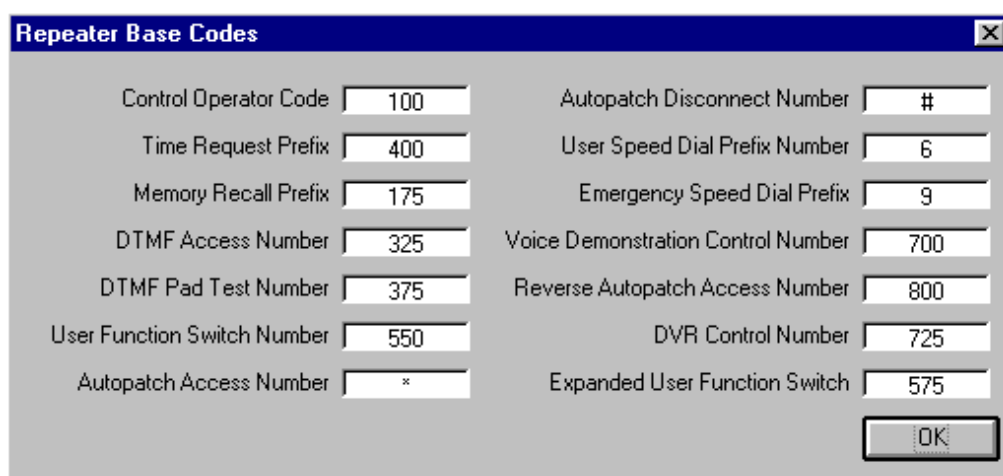 Repeater Base Codes
Control Operator Code 100 Autopatch Disconnect Number #
Time Request Prefix 400 User Speed Dial Prefix Number 6
Memory Recall Prefix 175 Emergency Speed Dial Prefix 9
DTMF Access Number 325 Voice Demonstration Control Number 700
DTMF Pad Test Number 375 Reverse Autopatch Access Number 800
User Function Switch Number 550 DVR Control Number 725
Autopatch Access Number * Expanded User Function Switch 575
OK